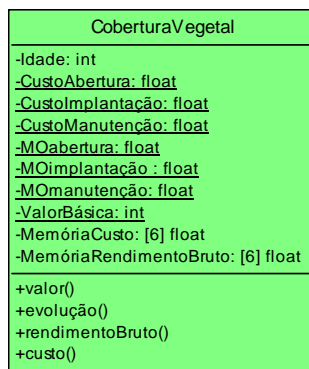 CoberturaVegetal
-Idade: int
-CustoAbertura: float
-CustoImplantação: float
-CustoManutenção: float
-MOabertura: float
-MOimplantação : float
-MOmanutenção: float
-ValorBásica: int
-MemóriaCusto: [6] float
-MemóriaRendimentoBruto: [6] float
+valor()
+evolução()
+rendimentoBruto()
+custo()